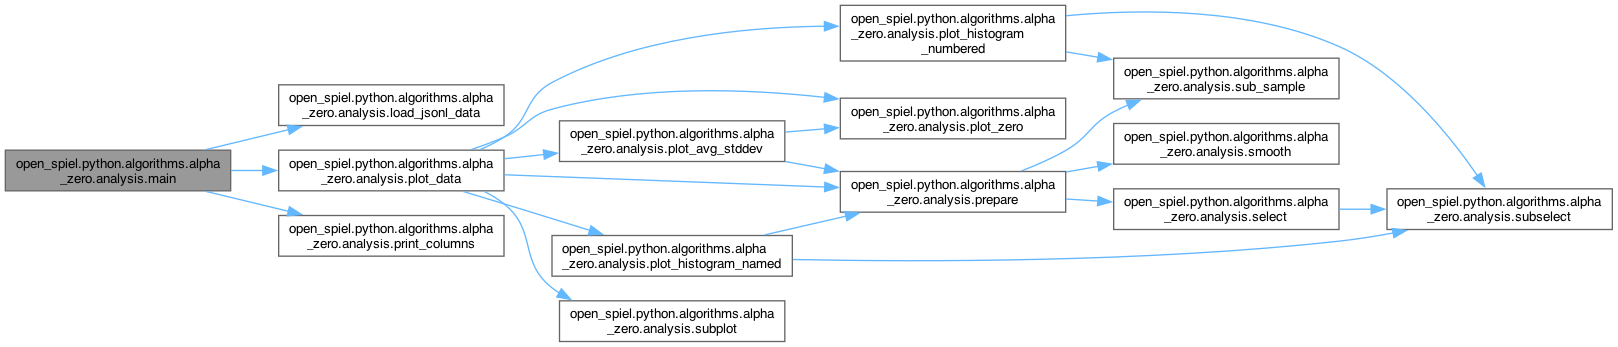 open_spiel.python.algorithms.alpha
_zero.analysis.main
open_spiel.python.algorithms.alpha
_zero.analysis.load_jsonl_data
open_spiel.python.algorithms.alpha
_zero.analysis.plot_data
open_spiel.python.algorithms.alpha
_zero.analysis.print_columns
open_spiel.python.algorithms.alpha
_zero.analysis.plot_avg_stddev
open_spiel.python.algorithms.alpha
_zero.analysis.plot_histogram_named
open_spiel.python.algorithms.alpha
_zero.analysis.subplot
open_spiel.python.algorithms.alpha
_zero.analysis.plot_histogram
_numbered
open_spiel.python.algorithms.alpha
_zero.analysis.plot_zero
open_spiel.python.algorithms.alpha
_zero.analysis.prepare
open_spiel.python.algorithms.alpha
_zero.analysis.sub_sample
open_spiel.python.algorithms.alpha
_zero.analysis.smooth
open_spiel.python.algorithms.alpha
_zero.analysis.select
open_spiel.python.algorithms.alpha
_zero.analysis.subselect